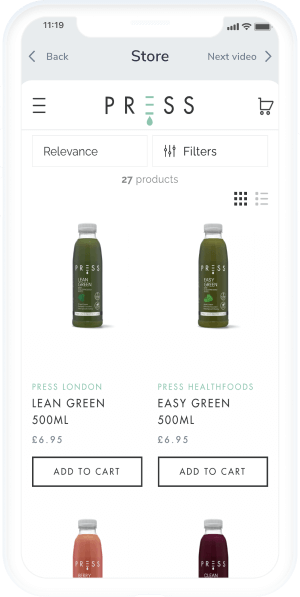 11:19
Back
Store
Next video
PRESS
Relevance
Filters
27 products
PRESS
LEAN
GREEN
PRESS
EASY
GREEN
PRESS LONDON
LEAN GREEN
500ML
£6.95
ADD TO CART
PRESS HEALTHFOODS
EASY GREEN
500ML
£6.95
ADD TO CART
PRESS
BERRY
PRESS
CLEAN